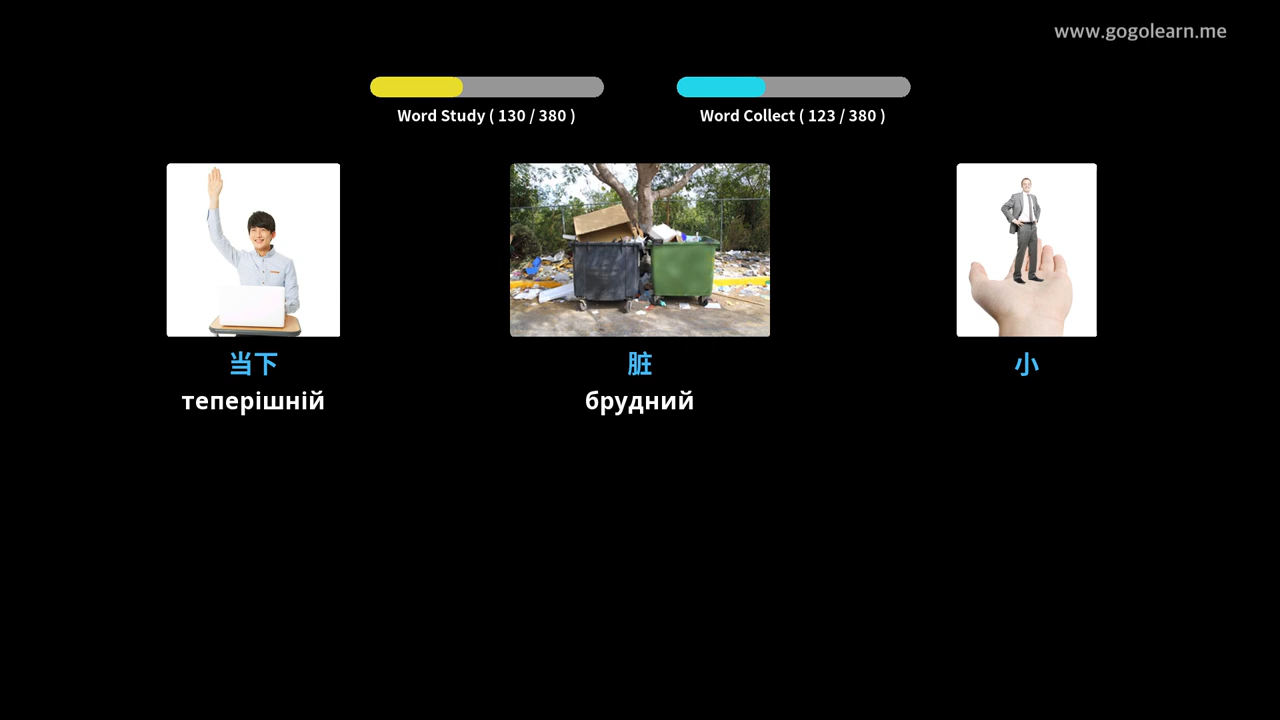 www.gogolearn.me
Word Study ( 130 / 380 )
Word Collect ( 123 / 380 )
当下
脏
小
теперішній
брудний